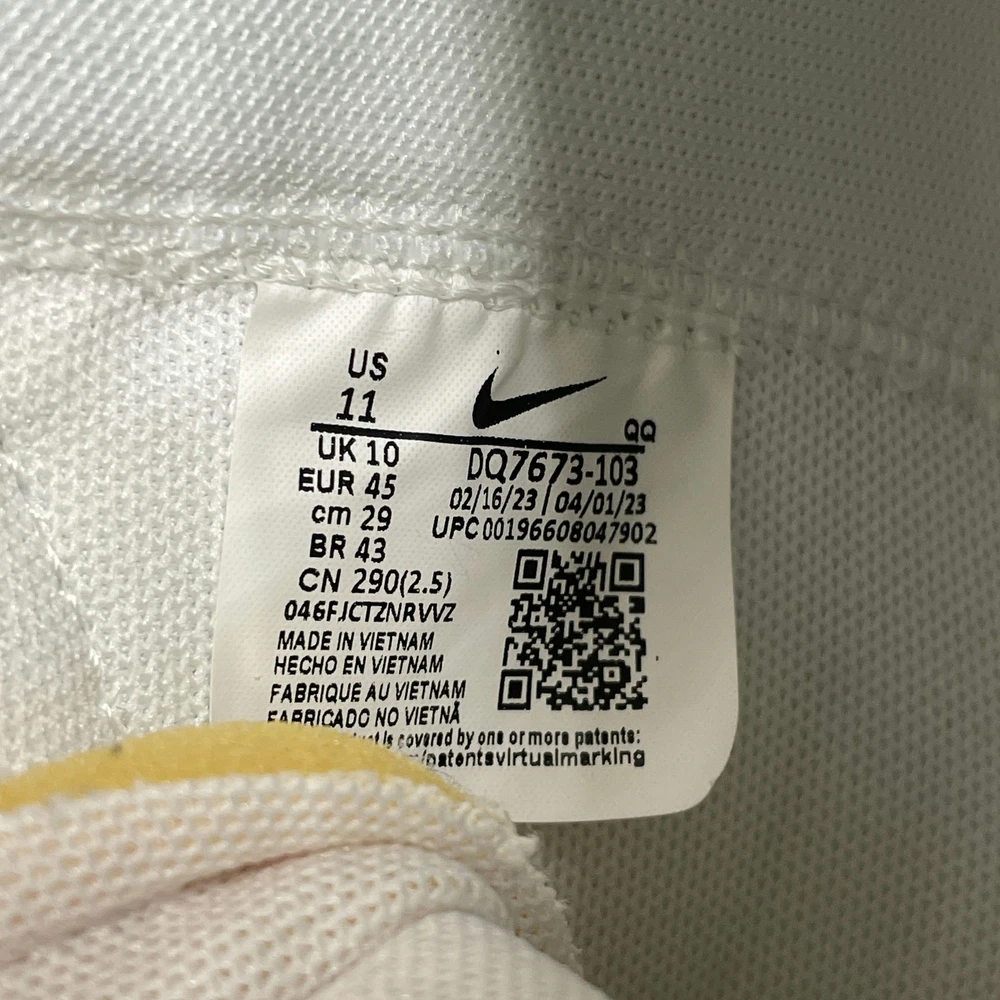 US
11
QQ
UK 10
EUR 45
cm 29
BR 43
CN 290(2.5)
046FJCTZNRVVZ
DQ7673-103
02/16/23 | 04/01/23
UPC 00196608047902
MADE IN VIETNAM
HECHO EN VIETNAM
FABRIQUE AU VIETNAM
FABRICADO NO VIETNÃ
is covered by one or more patents:
/patentsvirtualmarking